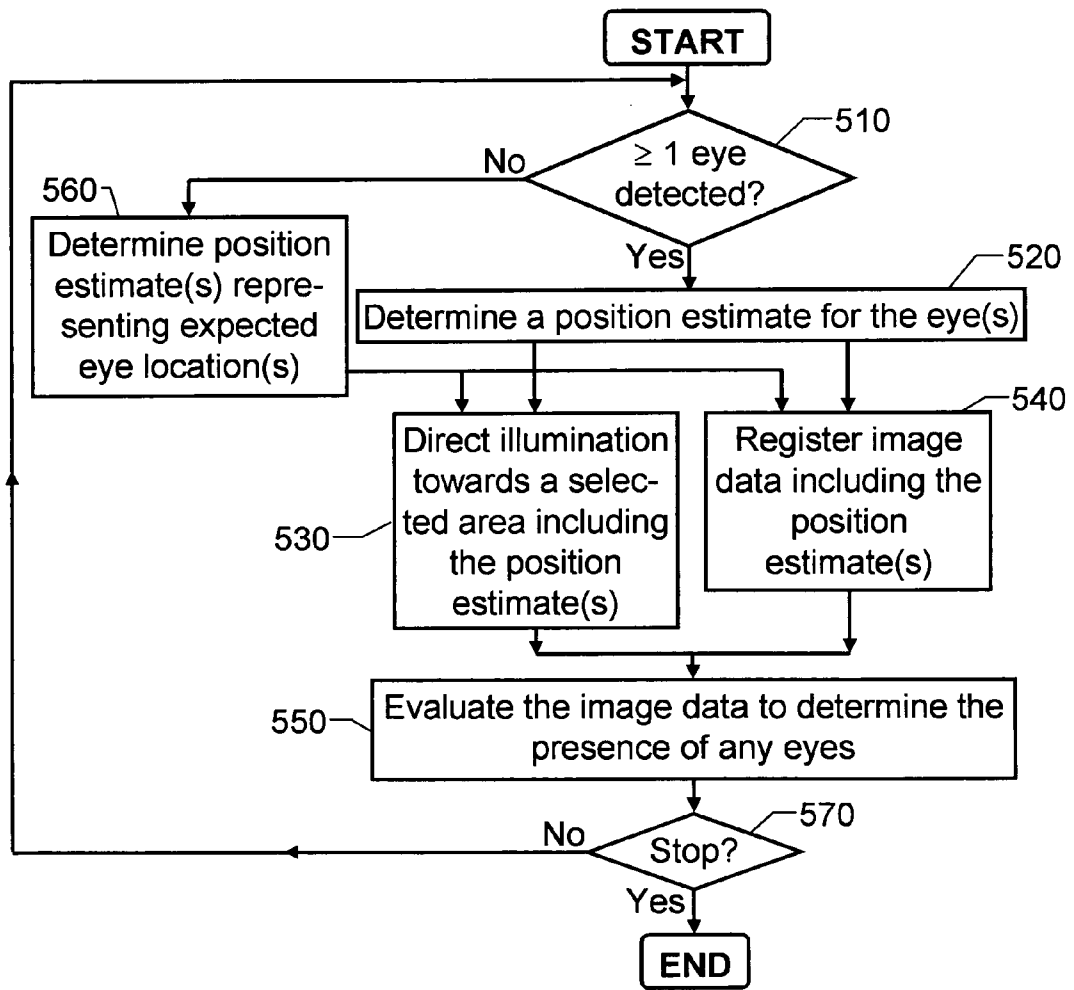 START
510
≥ 1 eye
detected?
No
Yes
560
Determine position
estimate(s) repre-
senting expected
eye location(s)
520
Determine a position estimate for the eye(s)
530
Direct illumination
towards a selec-
ted area including
the position
estimate(s)
540
Register image
data including the
position
estimate(s)
550
Evaluate the image data to determine the
presence of any eyes
570
Stop?
No
Yes
END